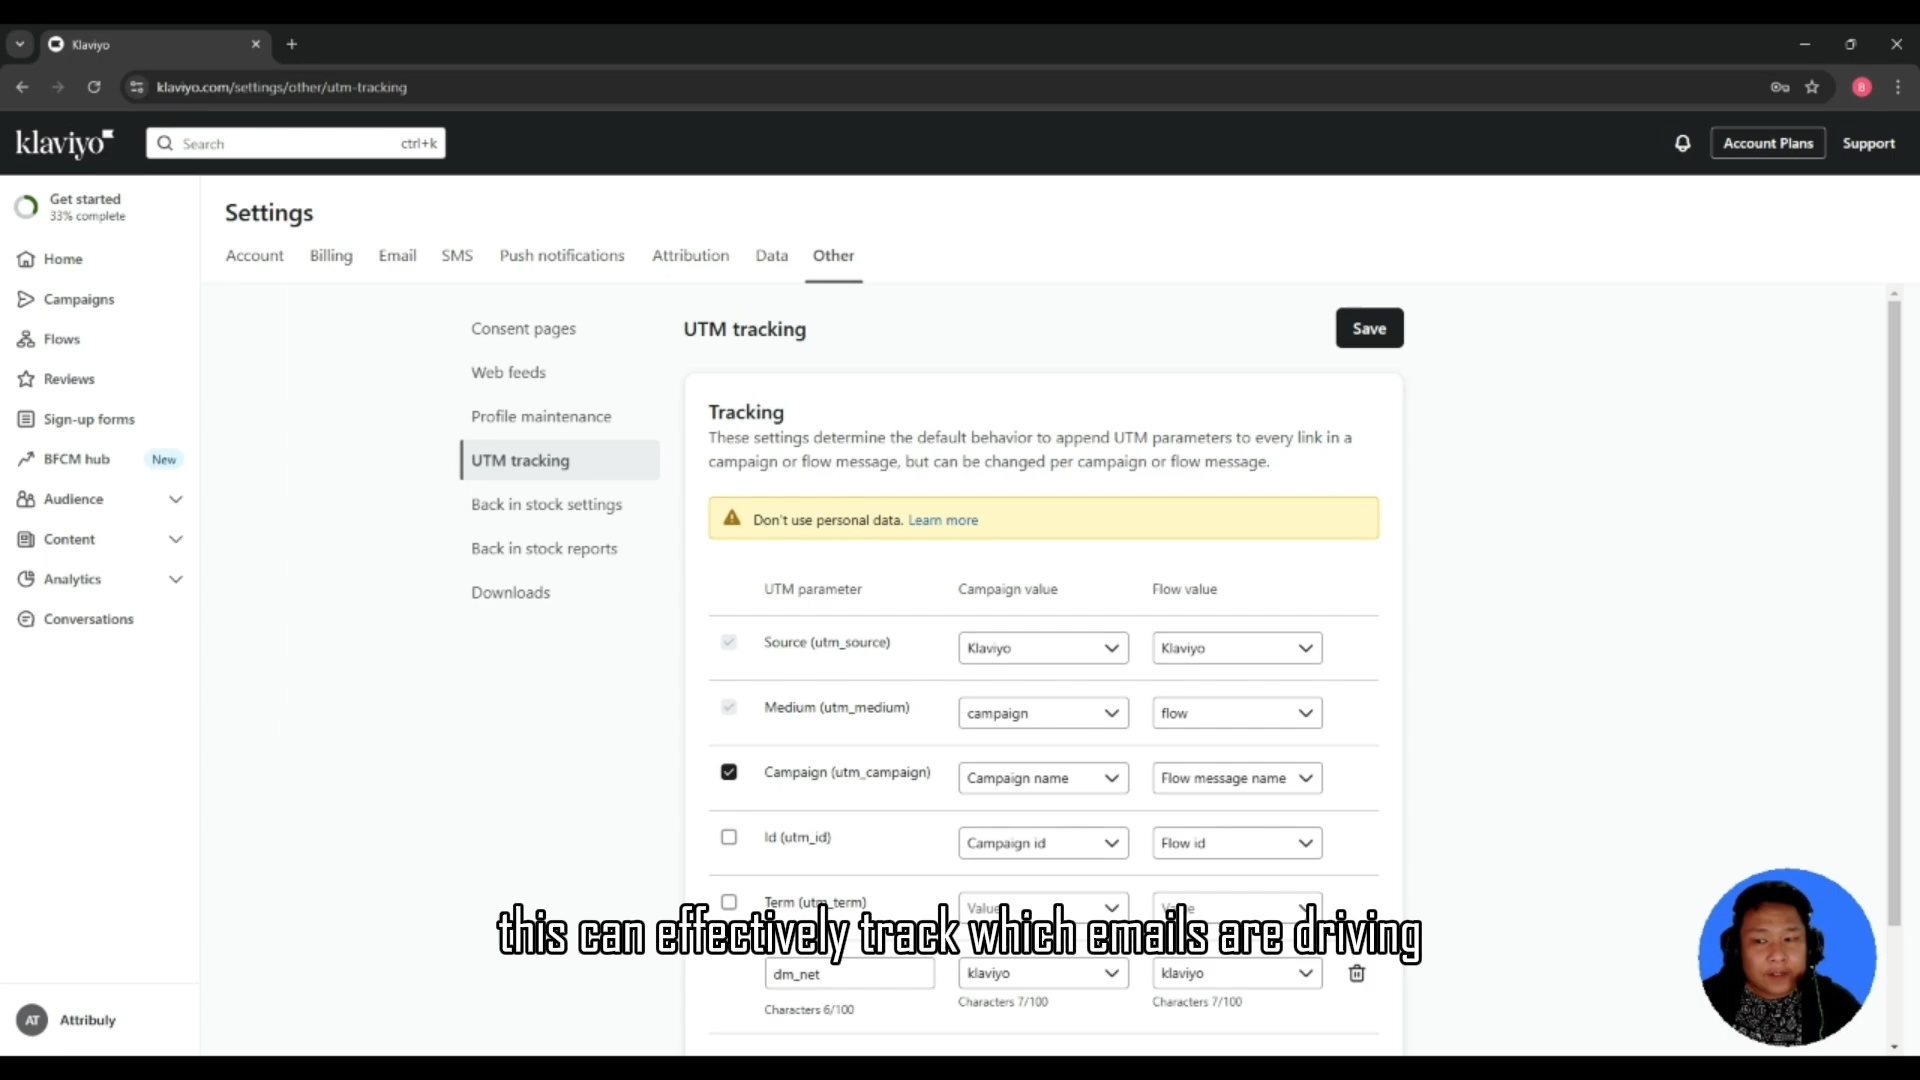 Klaviyo
klaviyo.com/settings/other/utm-tracking
B
klaviyo
Search
ctrl+k
Account Plans
Support
Get started
33% complete
Home
Campaigns
Flows
Reviews
Sign-up forms
BFCM hub
New
Audience
Content
Analytics
Conversations
AT
Attribuly
Settings
Account
Billing
Email
SMS
Push notifications
Attribution
Data
Other
Consent pages
Web feeds
Profile maintenance
UTM tracking
Back in stock settings
Back in stock reports
Downloads
UTM tracking
Save
Tracking
These settings determine the default behavior to append UTM parameters to every link in a
campaign or flow message, but can be changed per campaign or flow message.
Don't use personal data. Learn more
UTM parameter
Campaign value
Flow value
Source (utm_source)
Klaviyo
Klaviyo
Medium (utm_medium)
campaign
flow
Campaign (utm_campaign)
Campaign name
Flow message name
Id (utm_id)
Campaign id
Flow id
Term (utm_term)
Value
Value
this can effectively track which emails are driving
dm_net
klaviyo
klaviyo
Characters 6/100
Characters 7/100
Characters 7/100